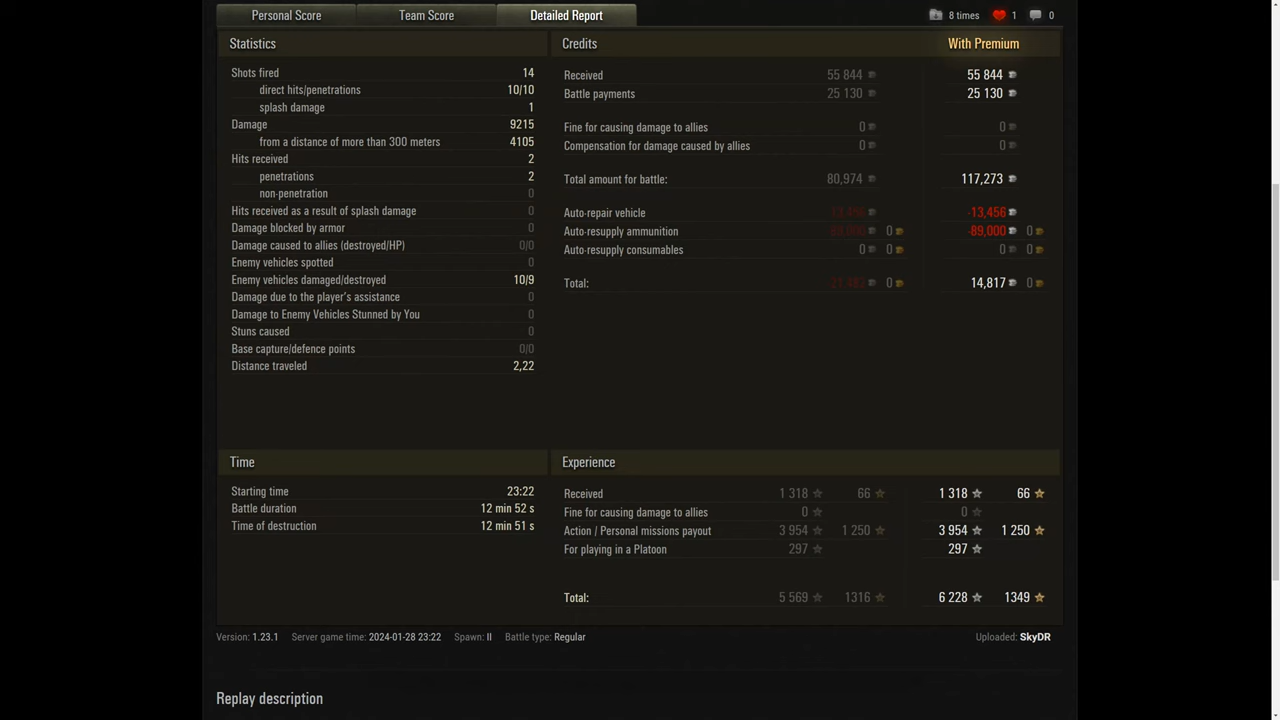 Personal Score Team Score Detailed Report 8 times 1 0
Statistics
Shots fired 14
direct hits/penetrations 10/10
splash damage 1
Damage 9215
from a distance of more than 300 meters 4105
Hits received 2
penetrations 2
non-penetration 0
Hits received as a result of splash damage 0
Damage blocked by armor 0
Damage caused to allies (destroyed/HP) 0/0
Enemy vehicles spotted 0
Enemy vehicles damaged/destroyed 10/9
Damage due to the player's assistance 0
Damage to Enemy Vehicles Stunned by You 0
Stuns caused 0
Base capture/defence points 0/0
Distance traveled 2,22
Credits With Premium
Received 55 844 55 844
Battle payments 25 130 25 130
Fine for causing damage to allies 0 0
Compensation for damage caused by allies 0 0
Total amount for battle: 80,974 117,273
Auto-repair vehicle -13,456 -13,456
Auto-resupply ammunition -89,000 0 -89,000 0
Auto-resupply consumables 0 0 0 0
Total: -21,482 0 14,817 0
Time
Starting time 23:22
Battle duration 12 min 52 s
Time of destruction 12 min 51 s
Experience
Received 1 318 66 1 318 66
Fine for causing damage to allies 0 0
Action / Personal missions payout 3 954 1 250 3 954 1 250
For playing in a Platoon 297 297
Total: 5 569 1316 6 228 1349
Version: 1.23.1 Server game time: 2024-01-28 23:22 Spawn: II Battle type: Regular Uploaded: SkyDR
Replay description